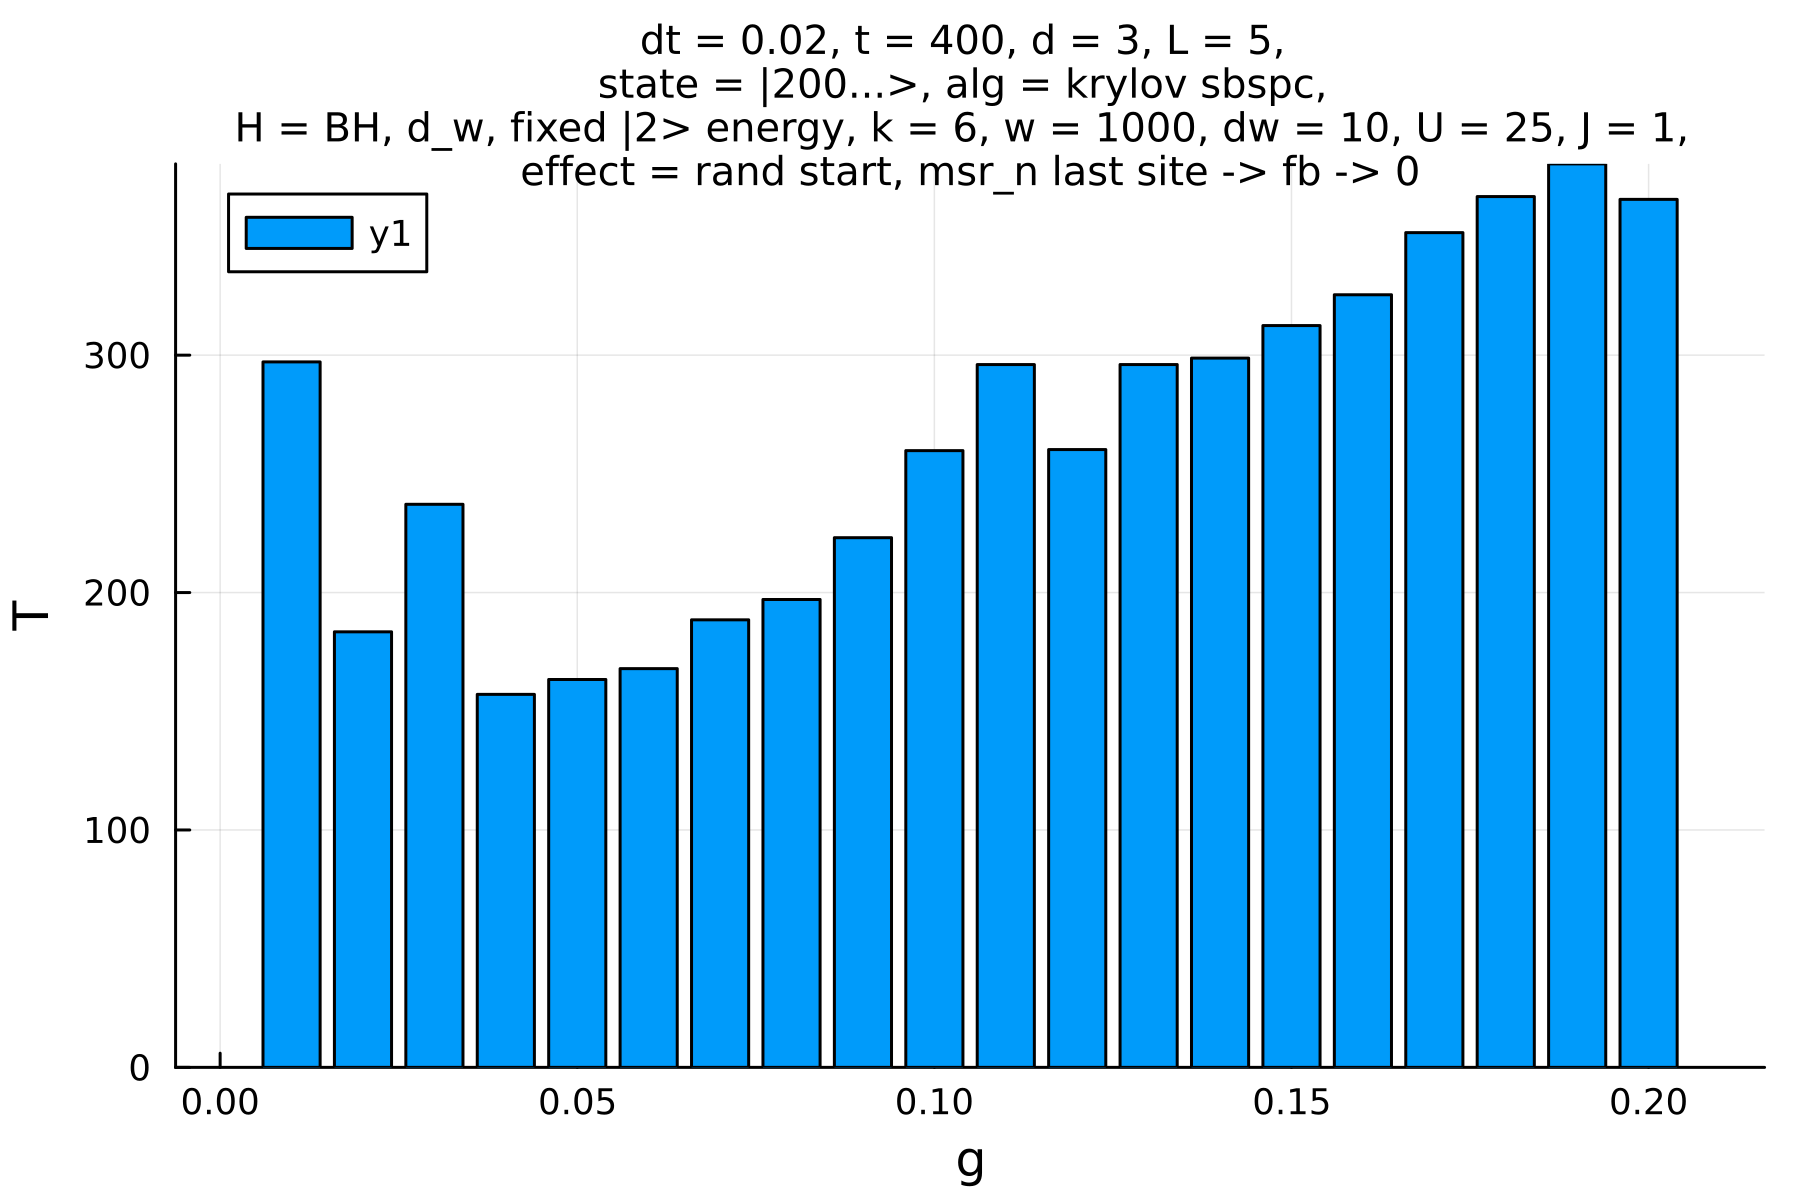 dt = 0.02, t = 400, d = 3, L = 5,
state = |200...>, alg = krylov sbspc,
H = BH, d_w, fixed |2> energy, k = 6, w = 1000, dw = 10, U = 25, J = 1,
effect = rand start, msr_n last site -> fb -> 0
y1
300
200
100
0
T
0.00 0.05 0.10 0.15 0.20
g